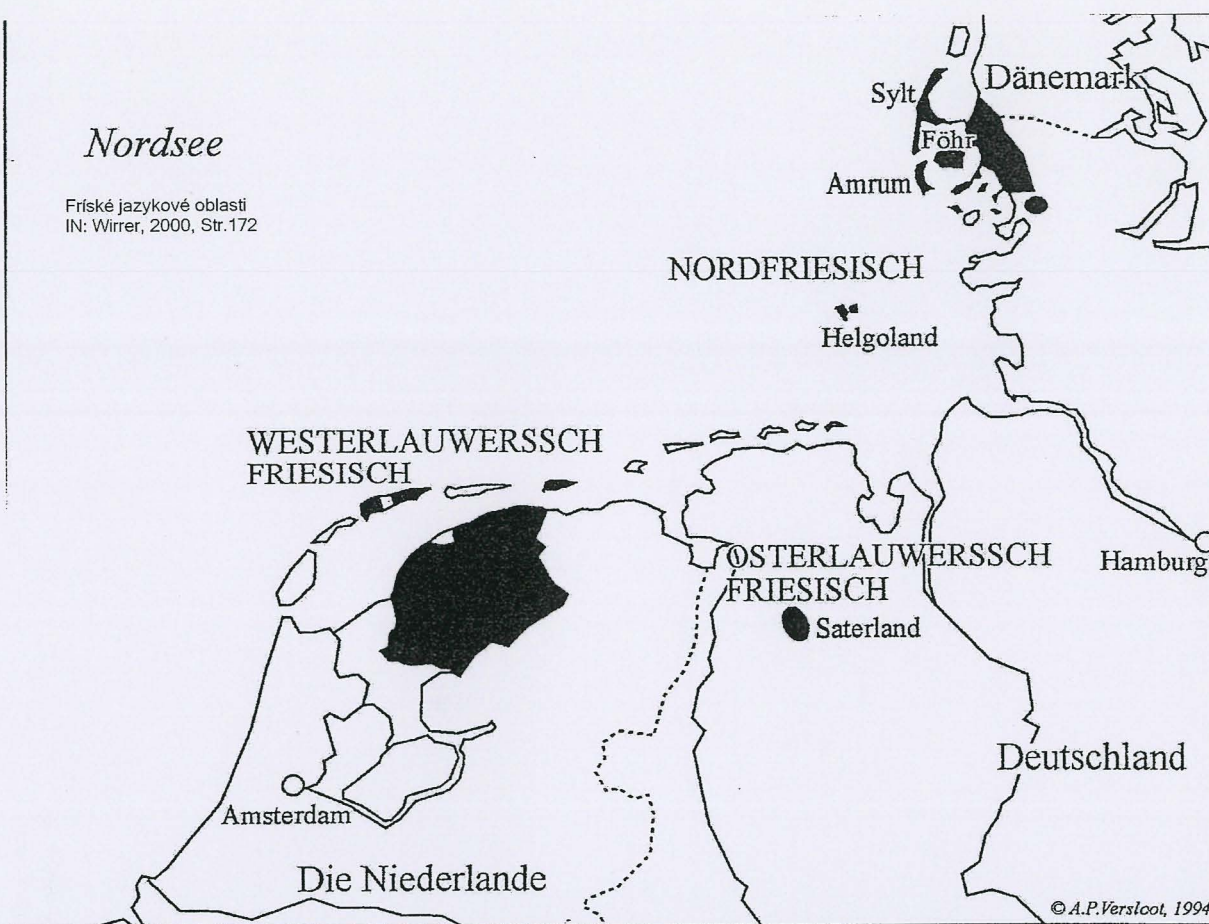 Sylt
Dänemark
Nordsee
Föhr
Amrum
Fríské jazykové oblasti
IN: Wirrer, 2000, Str.172
NORDFRIESISCH
Helgoland
WESTERLAUWERSSCH
FRIESISCH
OSTERLAUWERSSCH
FRIESISCH
Hamburg
Saterland
Deutschland
Amsterdam
Die Niederlande
© A.P.Versloot, 1994